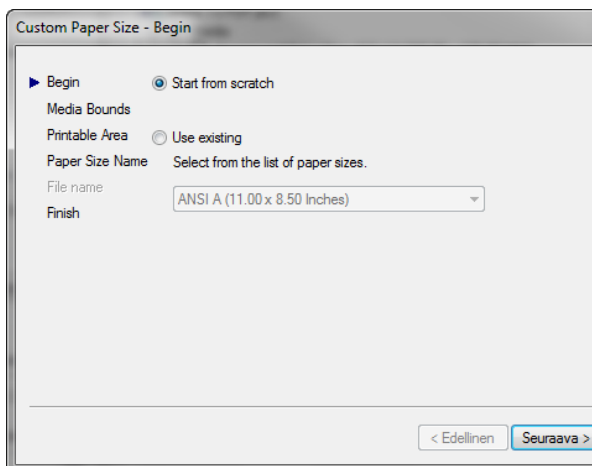 Custom Paper Size - Begin
Begin
Start from scratch
Media Bounds
Printable Area
Use existing
Paper Size Name
Select from the list of paper sizes.
File name
ANSI A (11.00 x 8.50 Inches)
Finish
< Edellinen
Seuraava >